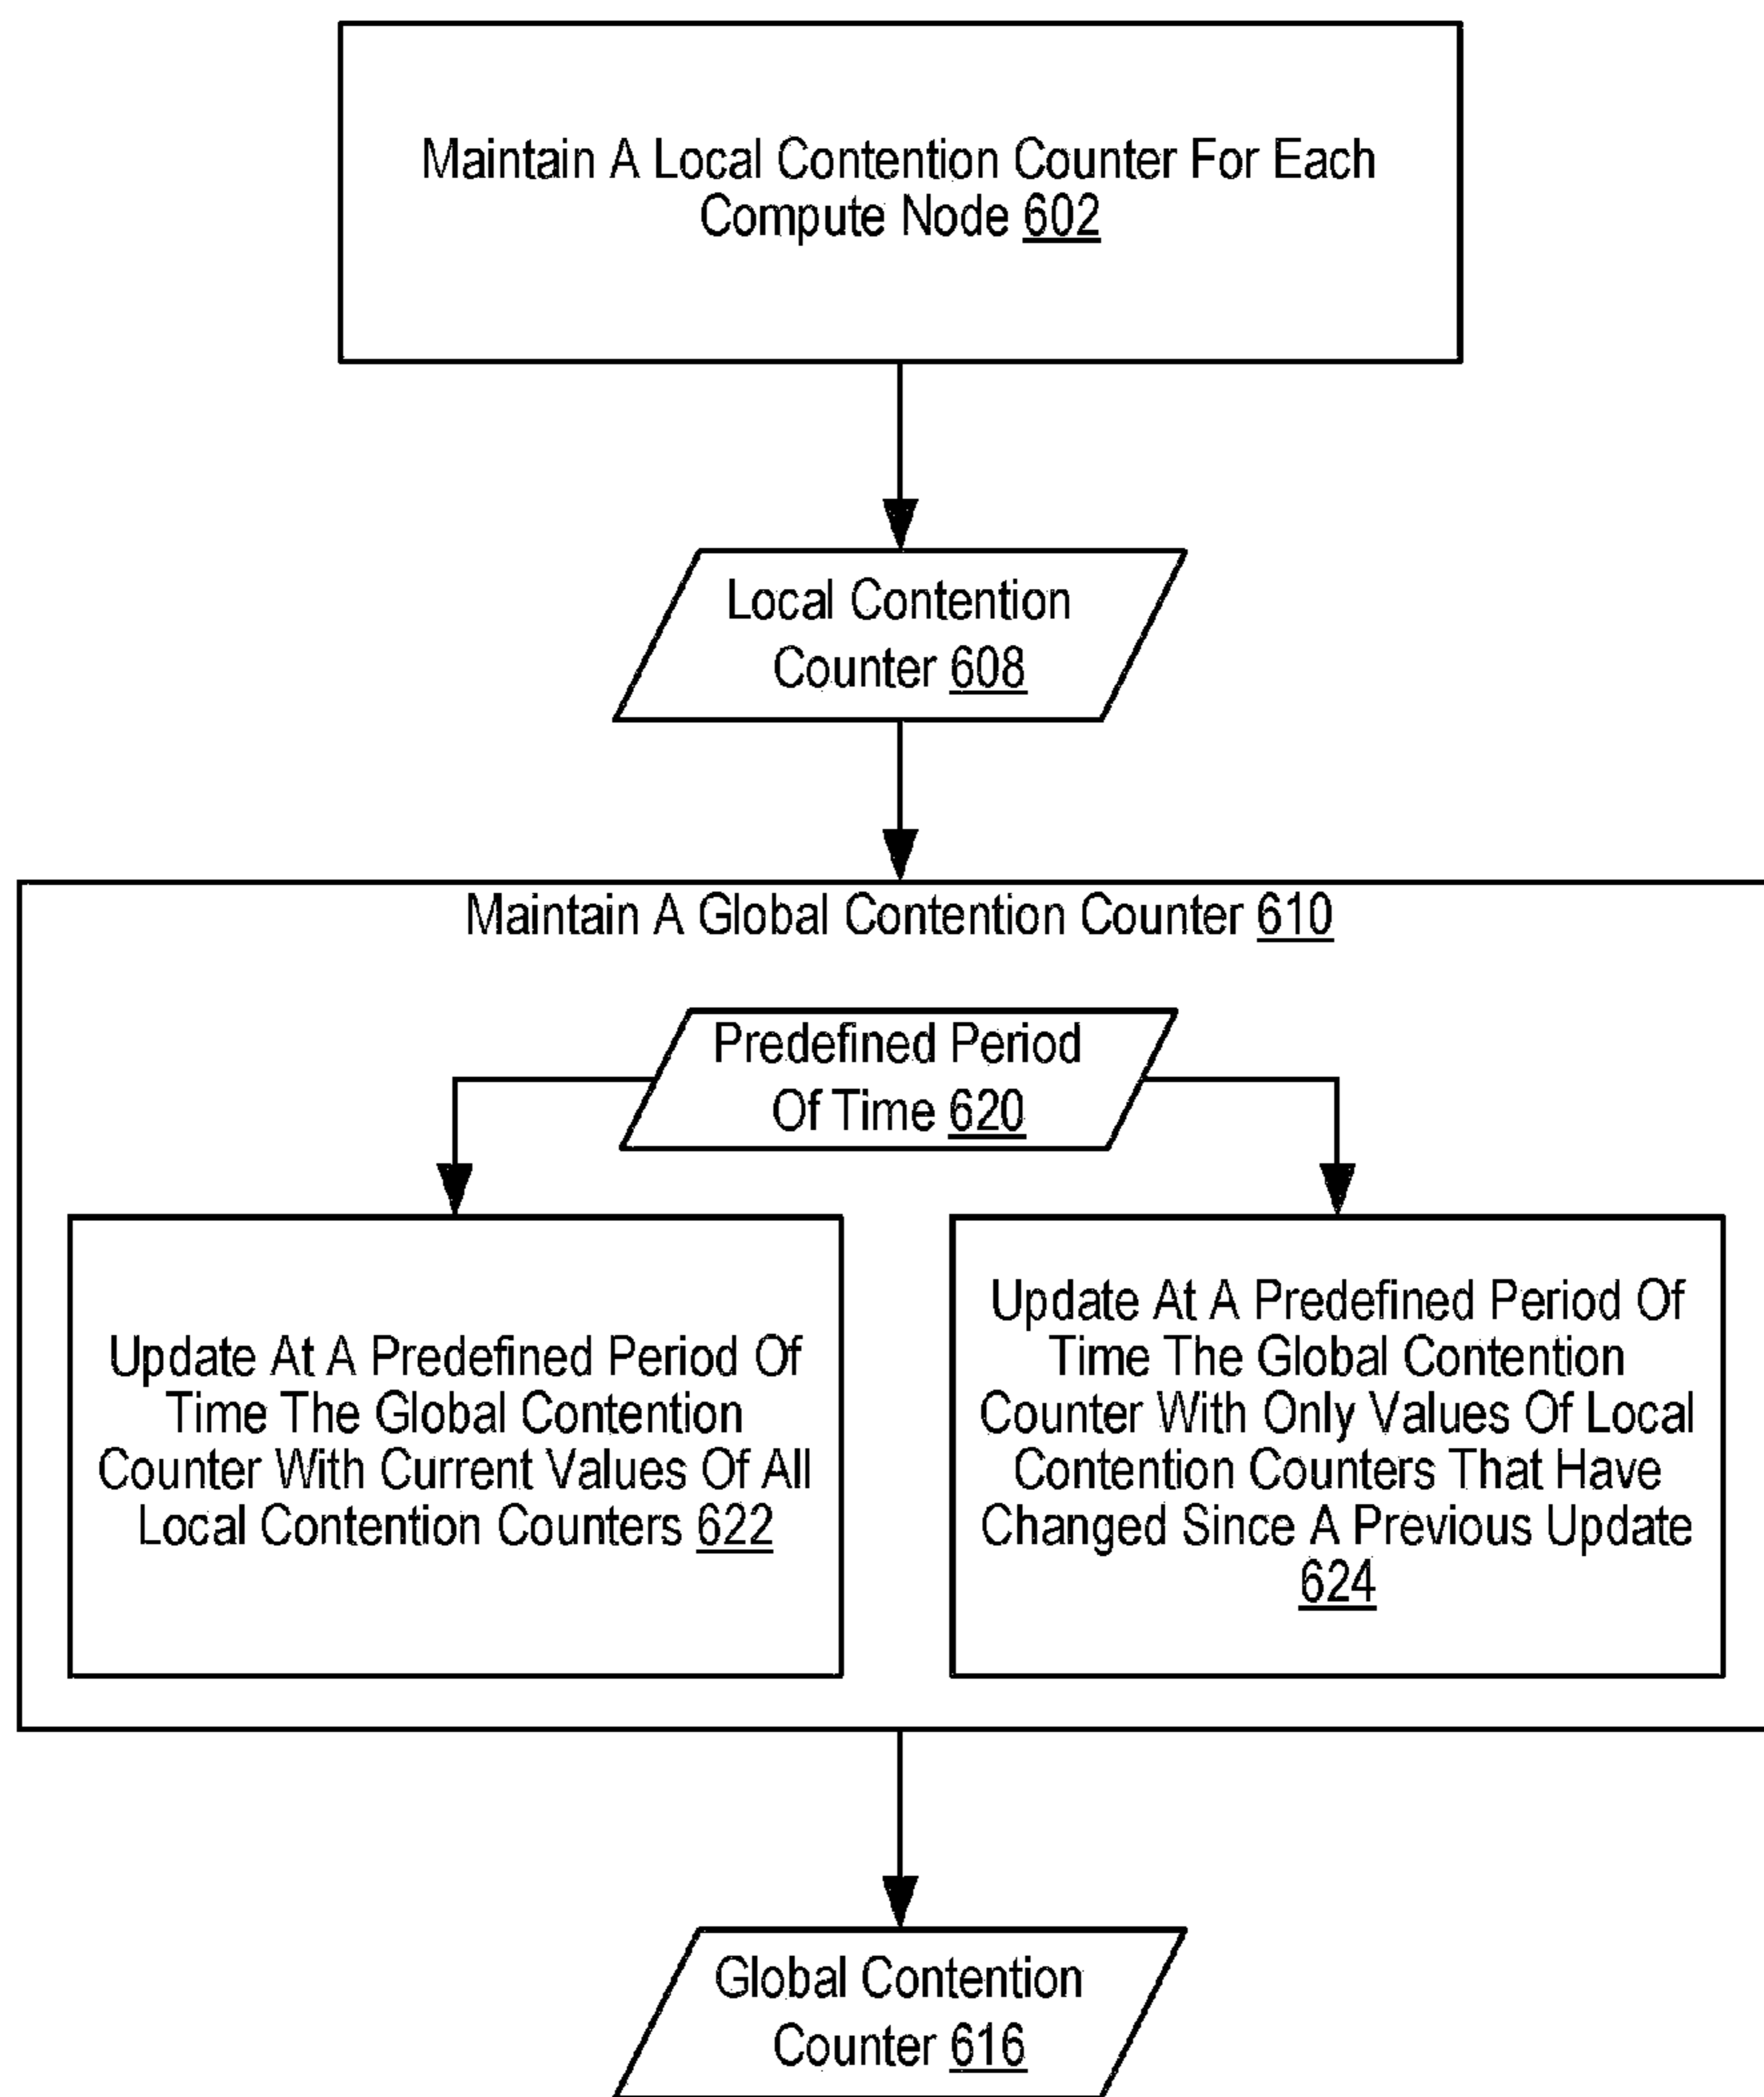 Maintain A Local Contention Counter For Each
Compute Node 602
Local Contention
Counter 608
Maintain A Global Contention Counter 610
Predefined Period
Of Time 620
Update At A Predefined Period Of
Time The Global Contention
Counter With Current Values Of All
Local Contention Counters 622
Update At A Predefined Period Of
Time The Global Contention
Counter With Only Values Of Local
Contention Counters That Have
Changed Since A Previous Update
624
Global Contention
Counter 616